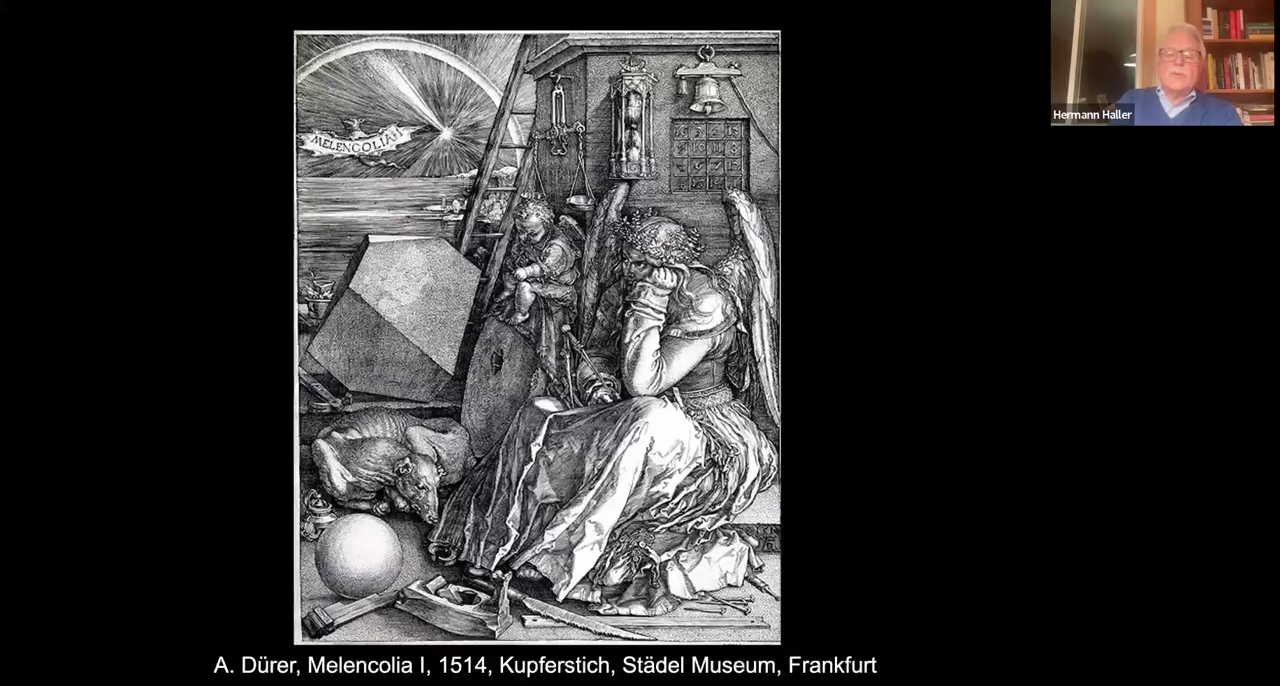 Hermann Haller
MELENCOLIA I
A. Dürer, Melencolia I, 1514, Kupferstich, Städel Museum, Frankfurt